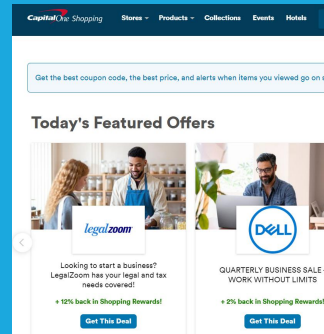 CapitalOne Shopping
Stores
Products
Collections
Events
Hotels
Get the best coupon code, the best price, and alerts when items you viewed go on
Today's Featured Offers
legalzoom
DELL
Looking to start a business?
LegalZoom has your legal and tax
needs covered!
QUARTERLY BUSINESS SALE -
WORK WITHOUT LIMITS
+ 12% back in Shopping Rewards!
+ 2% back in Shopping Rewards!
Get This Deal
Get This Deal